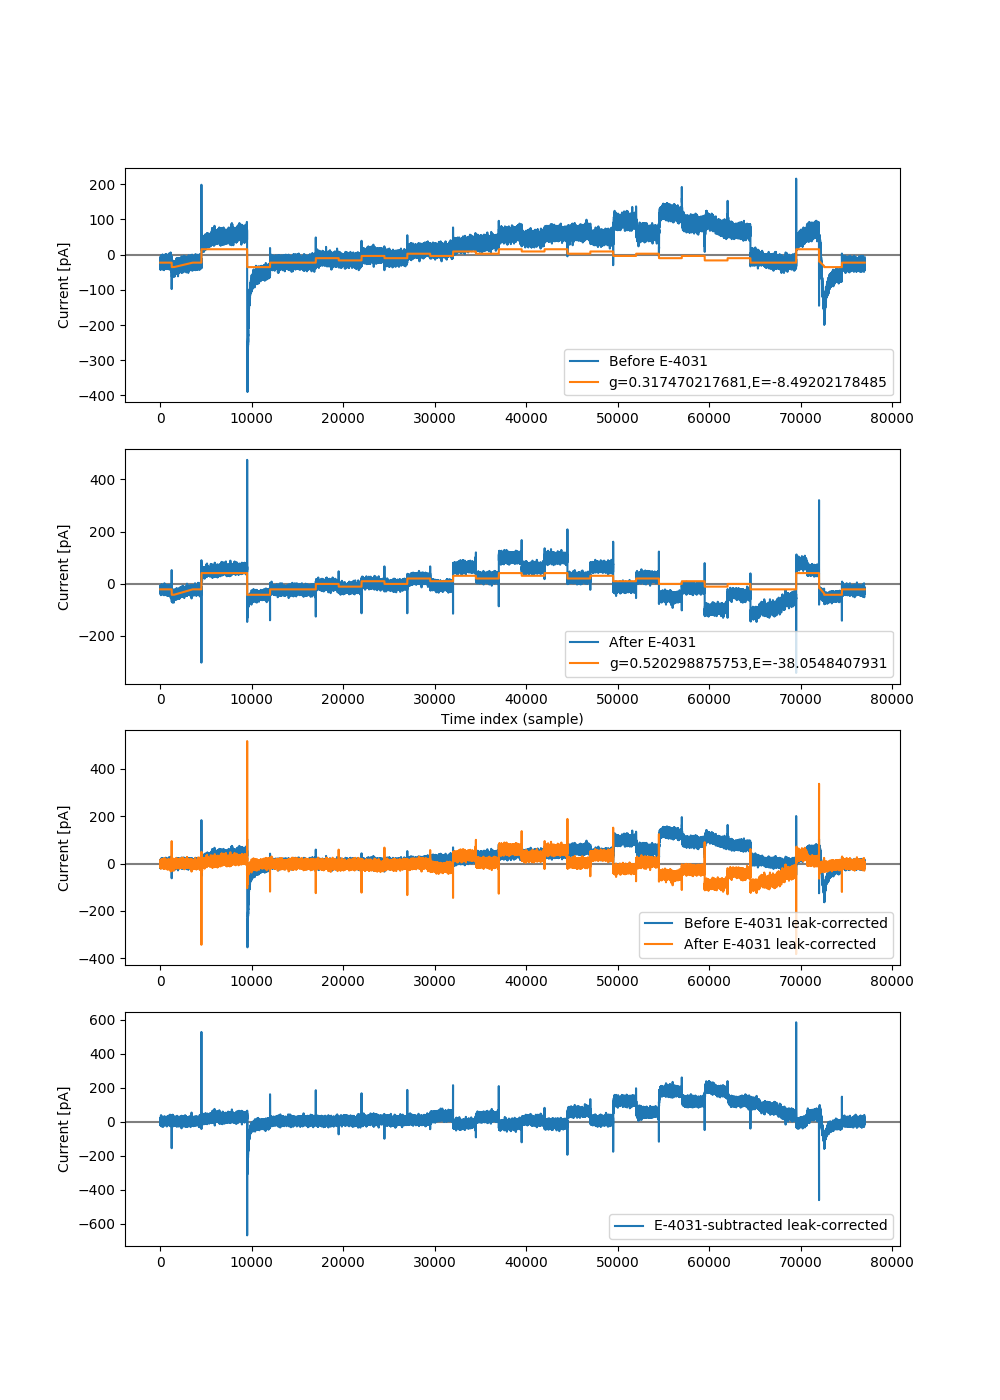 200
100
0
−100
−200
−300
−400
Current [pA]
Before E-4031
g=0.317470217681,E=-8.49202178485
0 10000 20000 30000 40000 50000 60000 70000 80000
400
200
0
−200
Current [pA]
After E-4031
g=0.520298875753,E=-38.0548407931
0 10000 20000 30000 40000 50000 60000 70000 80000
Time index (sample)
400
200
0
−200
−400
Current [pA]
Before E-4031 leak-corrected
After E-4031 leak-corrected
0 10000 20000 30000 40000 50000 60000 70000 80000
600
400
200
0
−200
−400
−600
Current [pA]
E-4031-subtracted leak-corrected
0 10000 20000 30000 40000 50000 60000 70000 80000